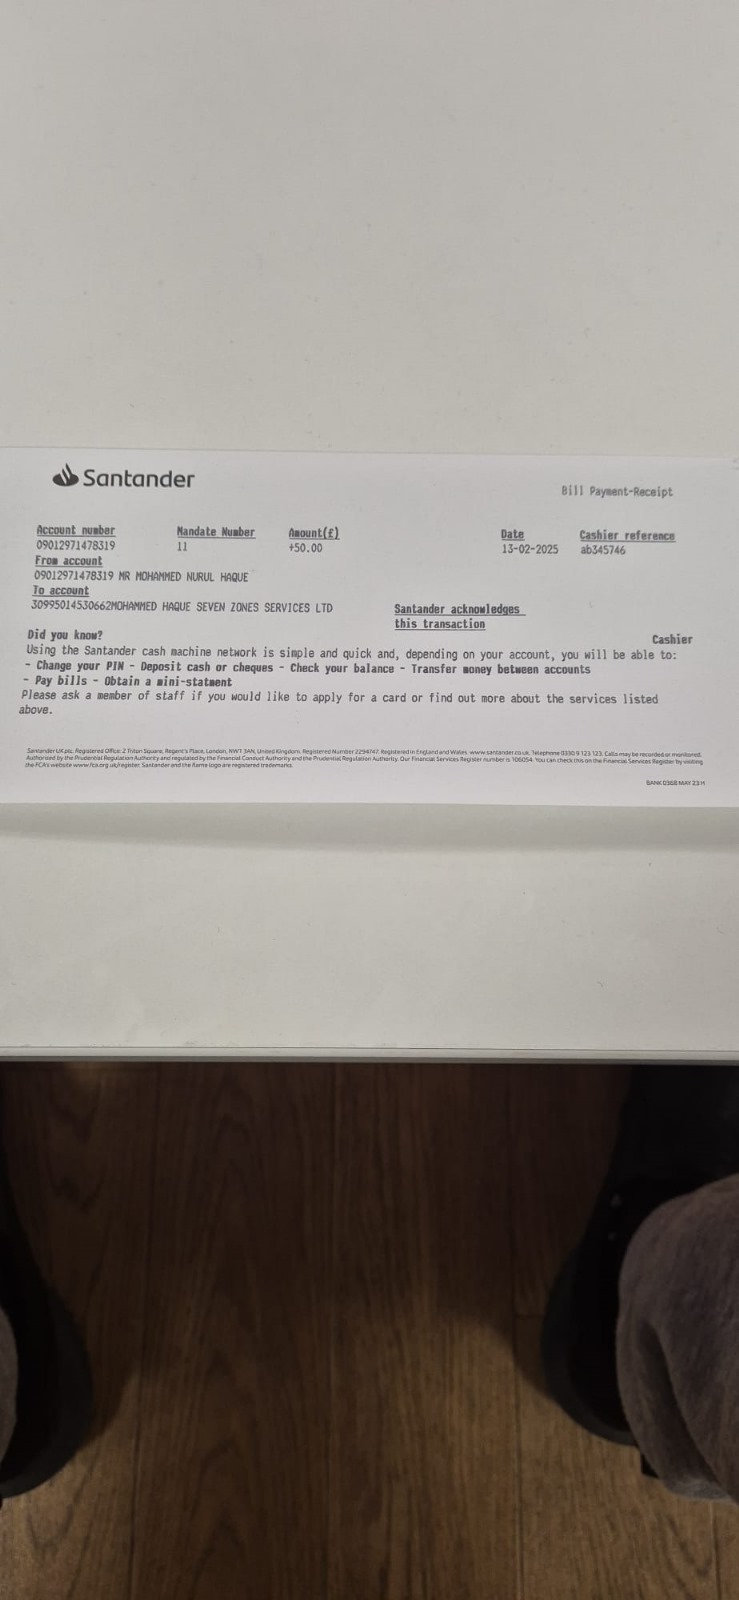 Santander
Bill Payment-Receipt
Account number Mandate Number Amount(£) Date Cashier reference
09012971478319 11 +50.00 13-02-2025 ab345746
From account
09012971478319 MR MOHAMMED NURUL HAQUE
To account
30995014530662MOHAMMED HAQUE SEVEN ZONES SERVICES LTD
Santander acknowledges
this transaction
Cashier
Did you know?
Using the Santander cash machine network is simple and quick and, depending on your account, you will be able to:
- Change your PIN - Deposit cash or cheques - Check your balance - Transfer money between accounts
- Pay bills - Obtain a mini-statment
Please ask a member of staff if you would like to apply for a card or find out more about the services listed
above.
Santander UK plc. Registered Office: 2 Triton Square, Regent's Place, London, NW1 3AN, United Kingdom. Registered Number 2294747. Registered in England and Wales. www.santander.co.uk. Telephone 0330 9 123 123. Calls may be recorded or monitored.
Authorised by the Prudential Regulation Authority and regulated by the Financial Conduct Authority and the Prudential Regulation Authority. Our Financial Services Register number is 106054. You can check this on the Financial Services Register by visiting
the FCA's website www.fca.org.uk/register. Santander and the flame logo are registered trademarks.
BANK 0368 MAY 23 H